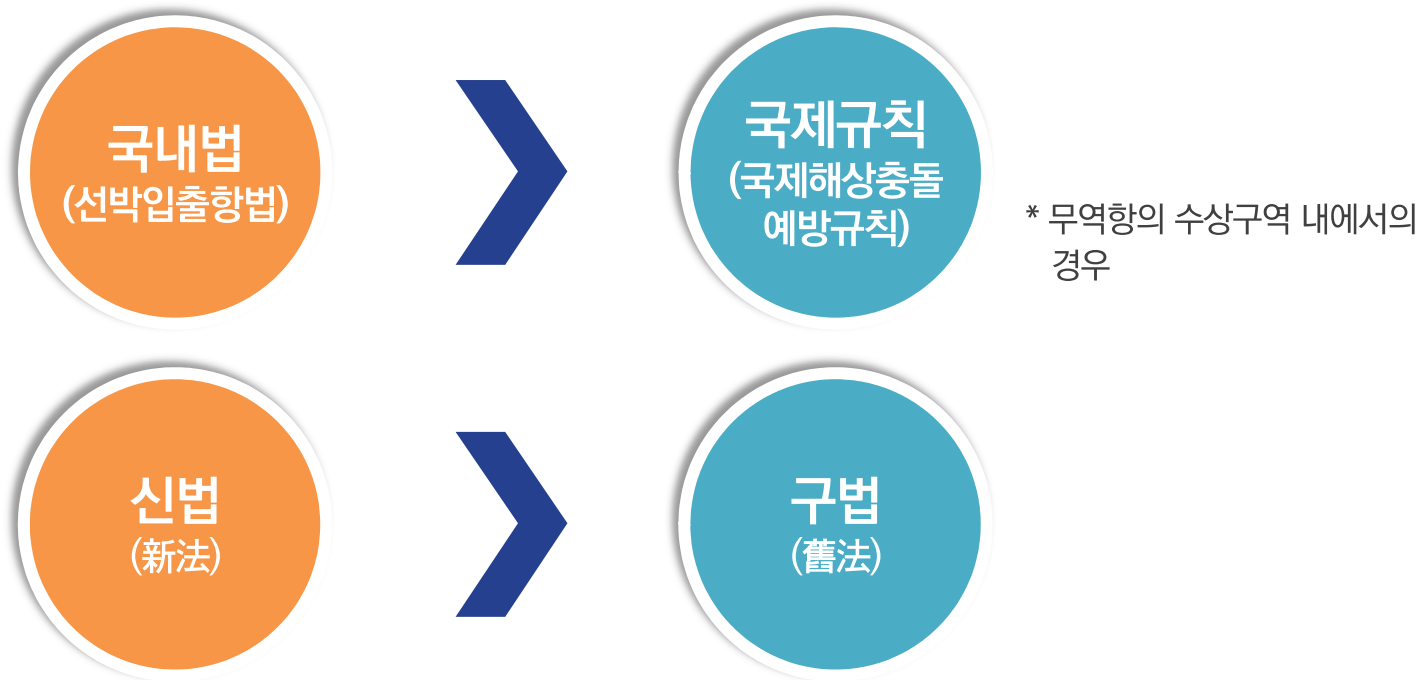 국내법
(선박입출항법)
국제규칙
(국제해상충돌
예방규칙)
* 무역항의 수상구역 내에서의
경우
신법
(新法)
구법
(舊法)